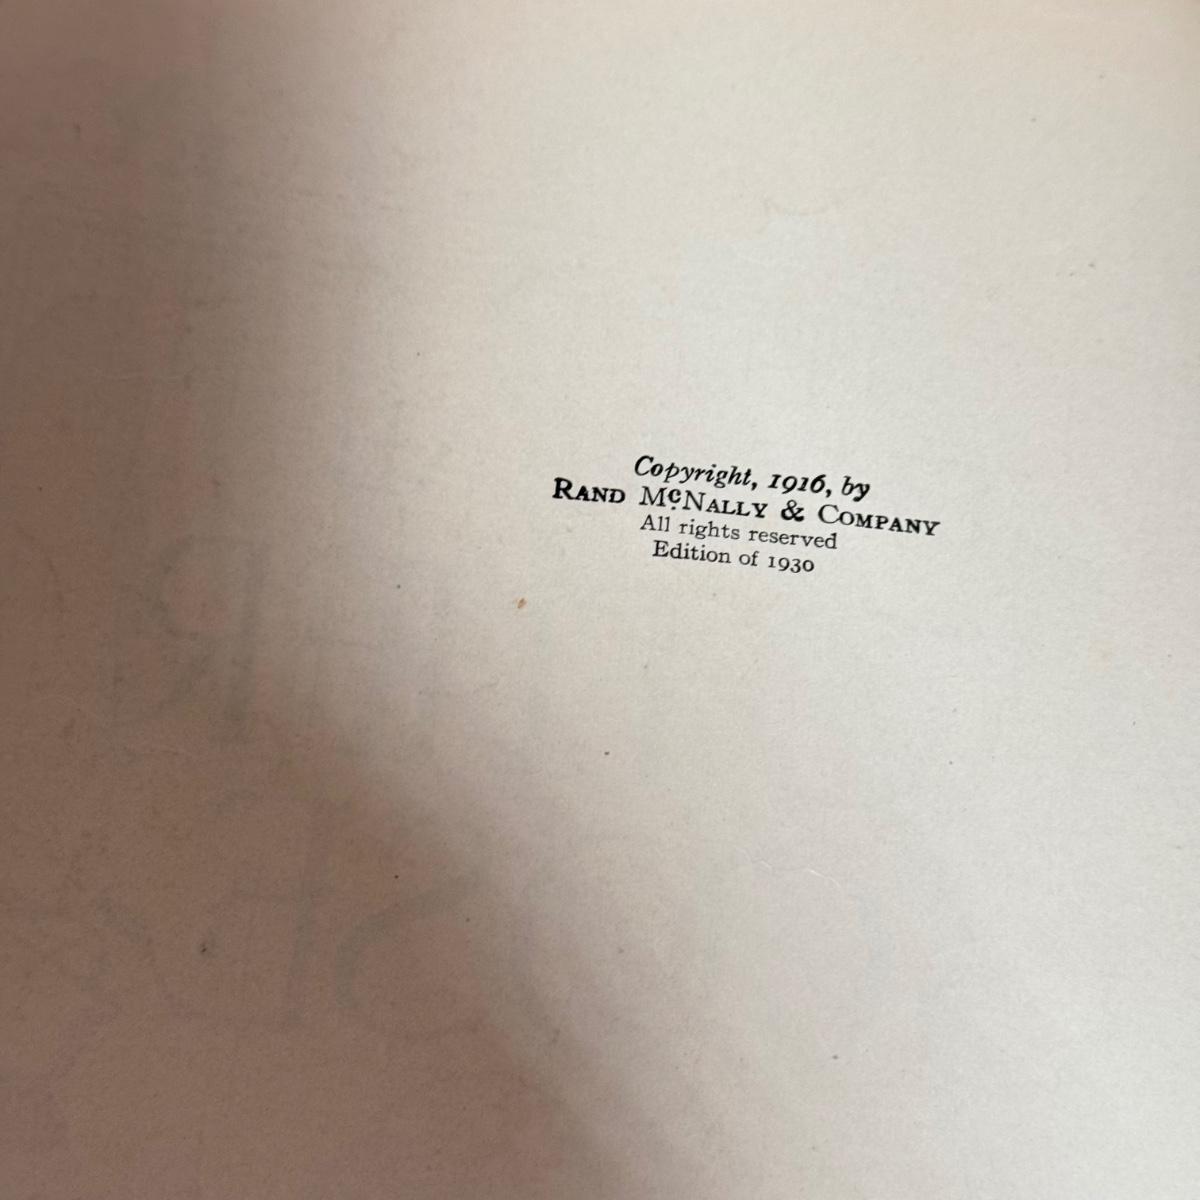 Copyright, 1916, by
RAND McNALLY & COMPANY
All rights reserved
Edition of 1930